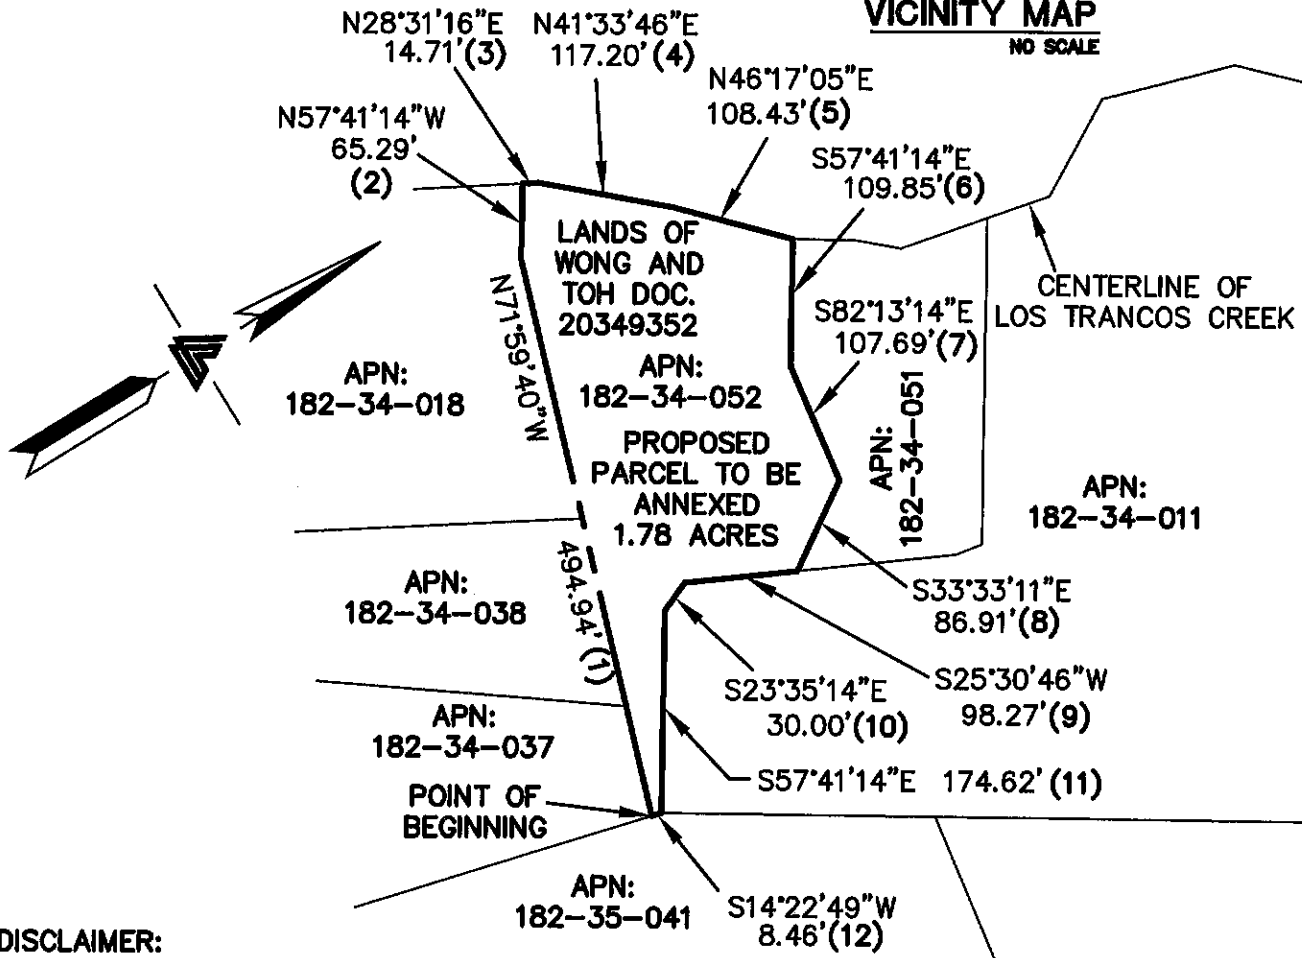 VICINITY MAP
NO SCALE
N28°31'16"E
14.71'(3)
N41°33'46"E
117.20'(4)
N46°17'05"E
108.43'(5)
N57°41'14"W
65.29'
(2)
S57°41'14"E
109.85'(6)
LANDS OF
WONG AND
TOH DOC.
20349352
CENTERLINE OF
LOS TRANCOS CREEK
S82°13'14"E
107.69'(7)
N71°59'40"W
494.94'(1)
APN:
182-34-018
APN:
182-34-052
APN:
182-34-051
PROPOSED
PARCEL TO BE
ANNEXED
1.78 ACRES
APN:
182-34-011
APN:
182-34-038
S33°33'11"E
86.91'(8)
S23°35'14"E
30.00'(10)
S25°30'46"W
98.27'(9)
APN:
182-34-037
S57°41'14"E 174.62'(11)
POINT OF
BEGINNING
APN:
182-35-041
S14°22'49"W
8.46'(12)
DISCLAIMER: